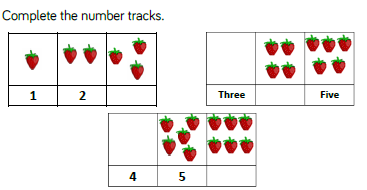 Complete the number tracks.
1 2
Three Five
4 5